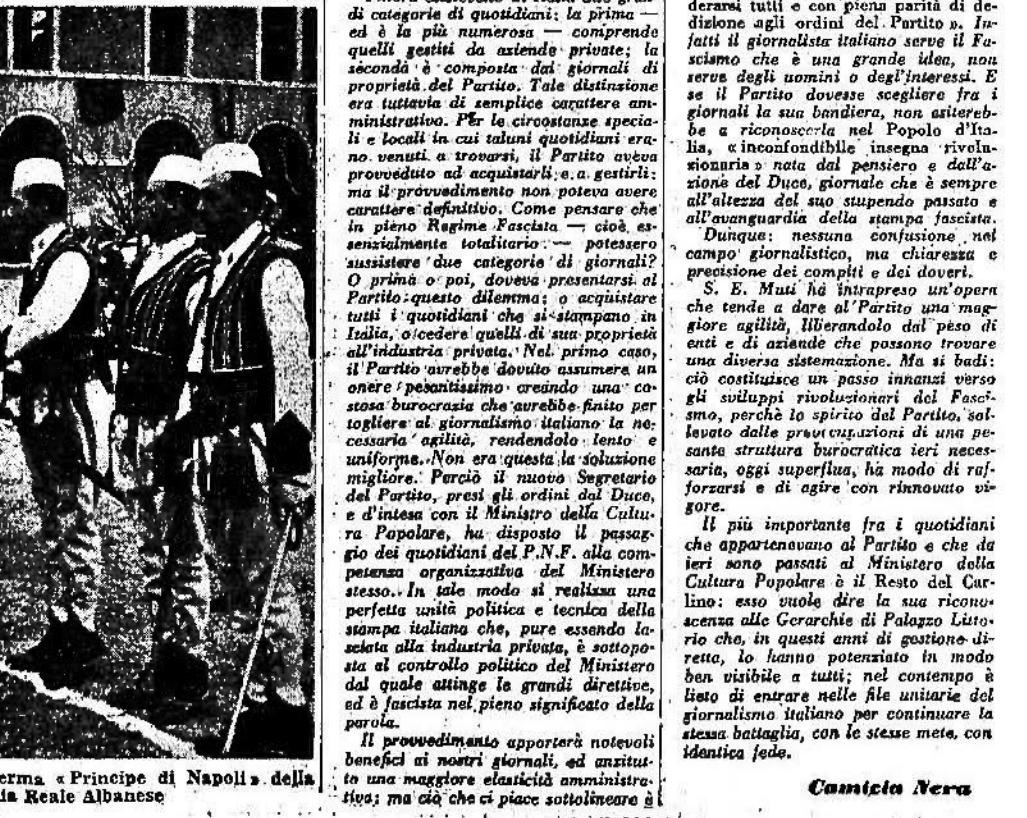 di categorie di quotidiani: la prima —
ed è la più numerosa — comprende
quelli gestiti da aziende private; la
seconda è composta dai giornali di
proprietà del Partito. Tale distinzione
era tuttavia di semplice carattere am-
ministrativo. Per le circostanze specia-
li e locali in cui taluni quotidiani era-
no venuti a trovarsi, il Partito aveva
provveduto ad acquistarli e a gestirli:
ma il provvedimento non poteva avere
carattere definitivo. Come pensare che
in pieno Regime Fascista — cioè es-
senzialmente totalitario — potessero
sussistere due categorie di giornali?
O prima o poi, doveva presentarsi al
Partito questo dilemma: o acquistare
tutti i quotidiani che si stampano in
Italia, o cedere quelli di sua proprietà
all'industria privata. Nel primo caso,
il Partito avrebbe dovuto assumere un
onere pesantissimo creando una co-
stosa burocrazia che avrebbe finito per
togliere al giornalismo italiano la ne-
cessaria agilità, rendendolo lento e
uniforme. Non era questa la soluzione
migliore. Perciò il nuovo Segretario
del Partito, presi gli ordini dal Duce,
e d'intesa con il Ministro della Cultu-
ra Popolare, ha disposto il passag-
gio dei quotidiani del P.N.F. alla com-
petenza organizzativa del Ministero
stesso. In tale modo si realizza una
perfetta unità politica e tecnica della
stampa italiana che, pure essendo la-
sciata alla industria privata, è sottopo-
sta al controllo politico del Ministero
dal quale attinge le grandi direttive,
ed è fascista nel pieno significato della
parola.
Il provvedimento apporterà notevoli
benefici ai nostri giornali, ed anzitut-
to una maggiore elasticità amministra-
tiva; ma ciò che ci piace sottolineare è
derarsi tutti e con piena parità di de-
dizione agli ordini del Partito ». In-
fatti il giornalista italiano serve il Fa-
scismo che è una grande idea, non
serve degli uomini o degl'interessi. E
se il Partito dovesse scegliere fra i
giornali la sua bandiera, non esitereb-
be a riconoscerla nel Popolo d'Ita-
lia, « inconfondibile insegna rivolu-
zionaria » nata dal pensiero e dall'a-
zione del Duce, giornale che è sempre
all'altezza del suo stupendo passato e
all'avanguardia della stampa fascista.
Dunque: nessuna confusione nel
campo giornalistico, ma chiarezza e
precisione dei compiti e dei doveri.
S. E. Muti ha intrapreso un'opera
che tende a dare al Partito una mag-
giore agilità, liberandolo dal peso di
enti e di aziende che possono trovare
una diversa sistemazione. Ma si badi:
ciò costituisce un passo innanzi verso
gli sviluppi rivoluzionari del Fasci-
smo, perchè lo spirito del Partito, sol-
levato dalle preoccupazioni di una pe-
sante struttura burocratica ieri neces-
saria, oggi superflua, ha modo di raf-
forzarsi e di agire con rinnovato vi-
gore.
Il più importante fra i quotidiani
che appartenevano al Partito e che da
ieri sono passati al Ministero della
Cultura Popolare è il Resto del Car-
lino: esso vuole dire la sua ricono-
scenza alle Gerarchie di Palazzo Litto-
rio che, in questi anni di gestione di-
retta, lo hanno potenziato in modo
ben visibile a tutti; nel contempo è
lieto di entrare nelle file unitarie del
giornalismo italiano per continuare la
stessa battaglia, con le stesse mete, con
identica fede.
Camicia Nera
erma « Principe di Napoli » della
ia Reale Albanese